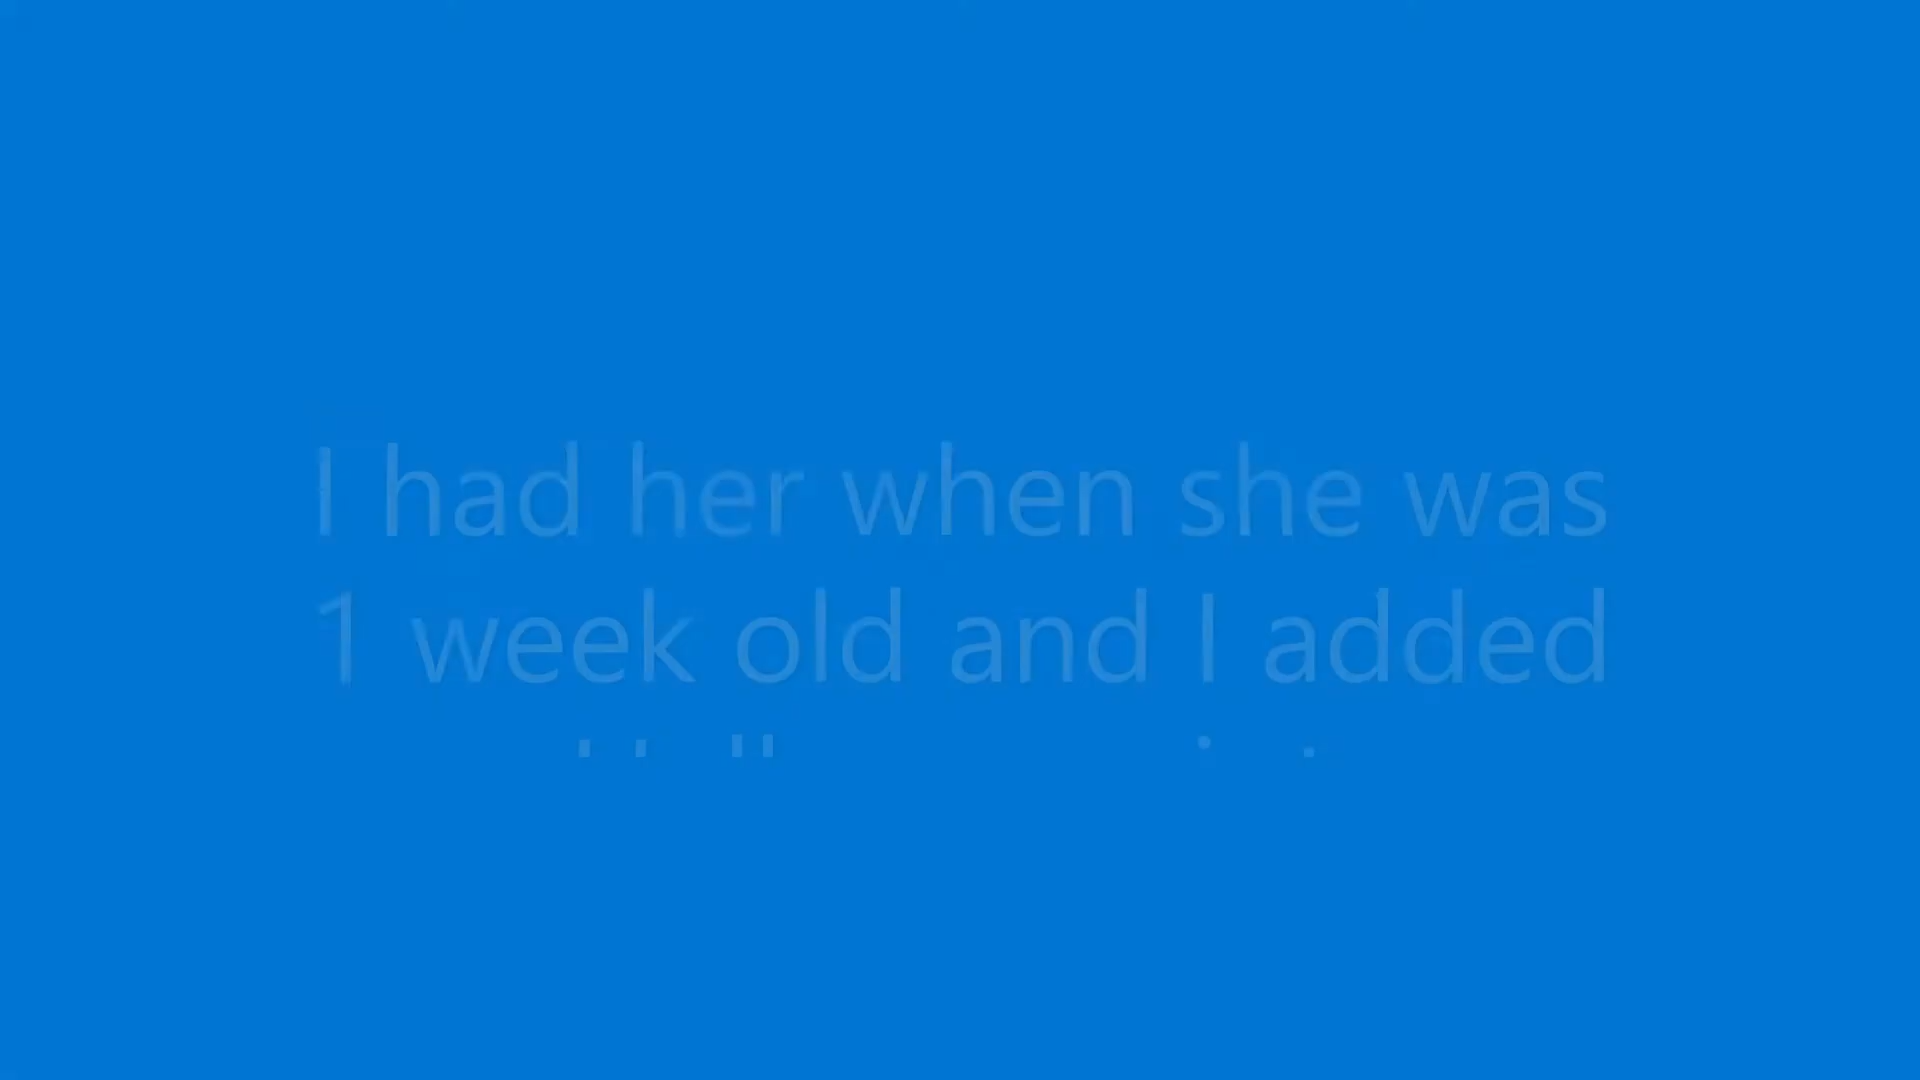 I had her when she was
1 week old and I added